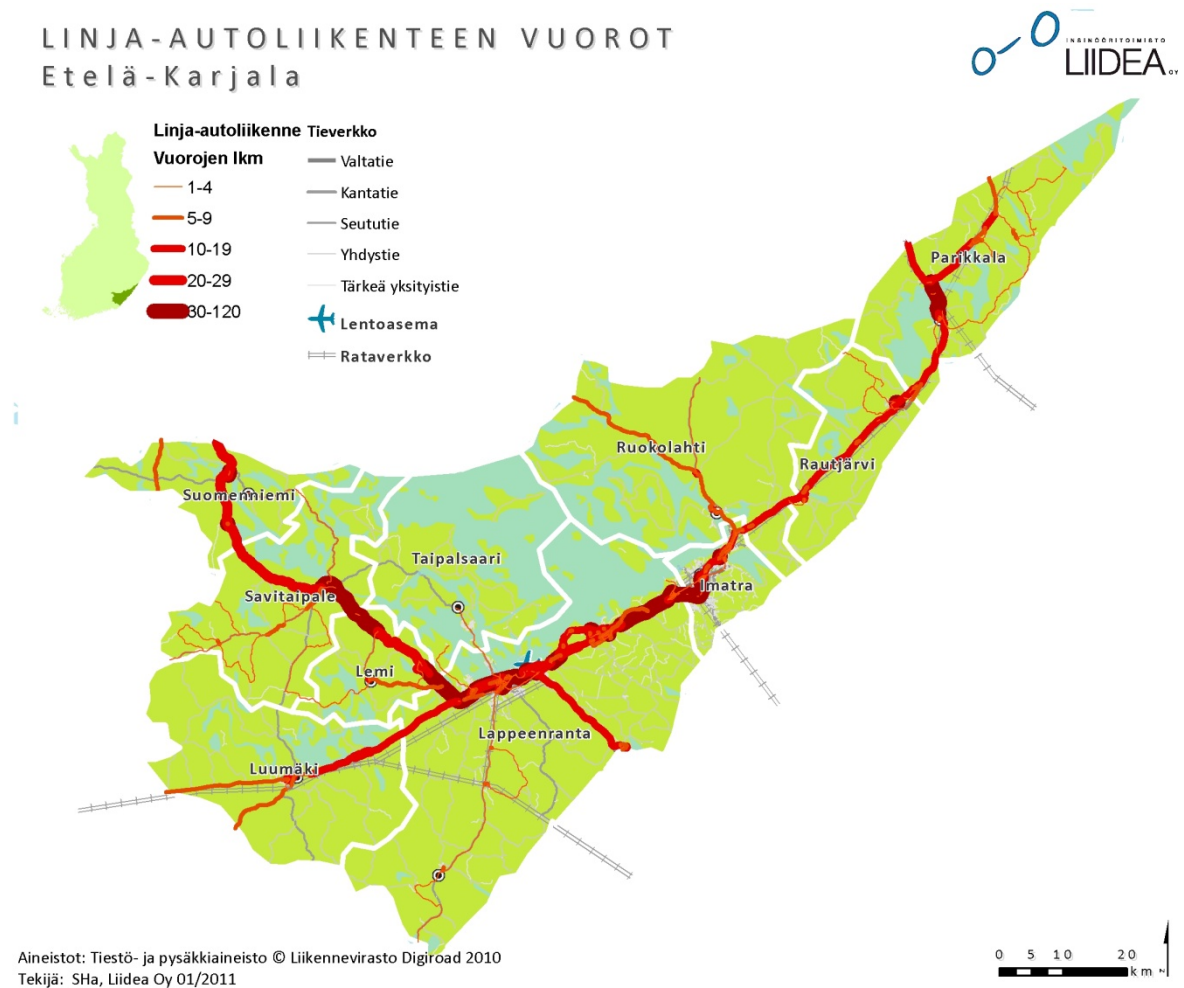 LINJA-AUTOLIIKENTEEN VUOROT
Etelä-Karjala
INSINÖÖRITOIMISTO
LIIDEA OY
Linja-autoliikenne
Vuorojen lkm
1-4
5-9
10-19
20-29
30-120
Tieverkko
Valtatie
Kantatie
Seututie
Yhdystie
Tärkeä yksityistie
Lentoasema
Rataverkko
Parikkala
Ruokolahti
Rautjärvi
Suomenniemi
Taipalsaari
Imatra
Savitaipale
Lemi
Lappeenranta
Luumäki
Aineistot: Tiestö- ja pysäkkiaineisto © Liikennevirasto Digiroad 2010
Tekijä: SHa, Liidea Oy 01/2011
0 5 10 20
km
N